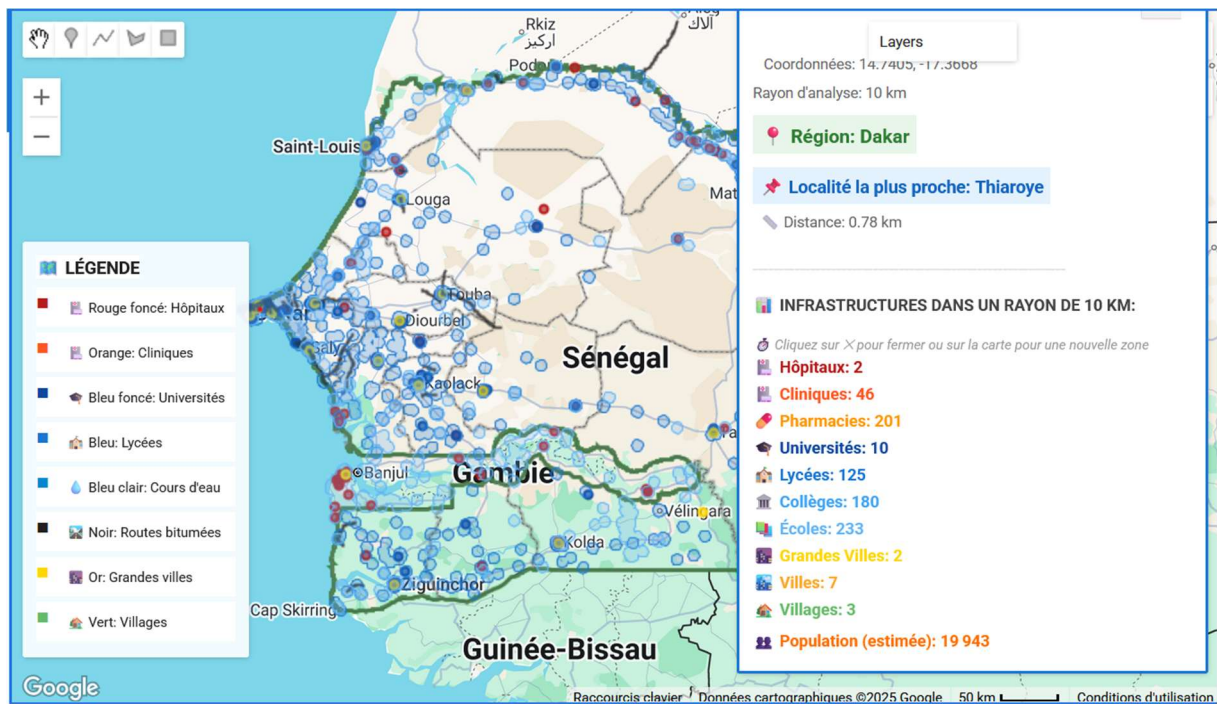 Rkiz
اركيز
Aleg
آلاك
Podor
Saint-Louis
Louga
Mat
Touba
Diourbel
Saly
Sénégal
Kaolack
Banjul
Gambie
Vélingara
Kolda
Ziguinchor
Cap Skirring
Guinée-Bissau
LÉGENDE
Rouge foncé: Hôpitaux
Orange: Cliniques
Bleu foncé: Universités
Bleu: Lycées
Bleu clair: Cours d'eau
Noir: Routes bitumées
Or: Grandes villes
Vert: Villages
Google
Layers
Coordonnées: 14.7405, -17.3668
Rayon d'analyse: 10 km
Région: Dakar
Localité la plus proche: Thiaroye
Distance: 0.78 km
INFRASTRUCTURES DANS UN RAYON DE 10 KM:
Cliquez sur ✕ pour fermer ou sur la carte pour une nouvelle zone
Hôpitaux: 2
Cliniques: 46
Pharmacies: 201
Universités: 10
Lycées: 125
Collèges: 180
Écoles: 233
Grandes Villes: 2
Villes: 7
Villages: 3
Population (estimée): 19 943
Raccourcis clavier Données cartographiques ©2025 Google 50 km Conditions d'utilisation